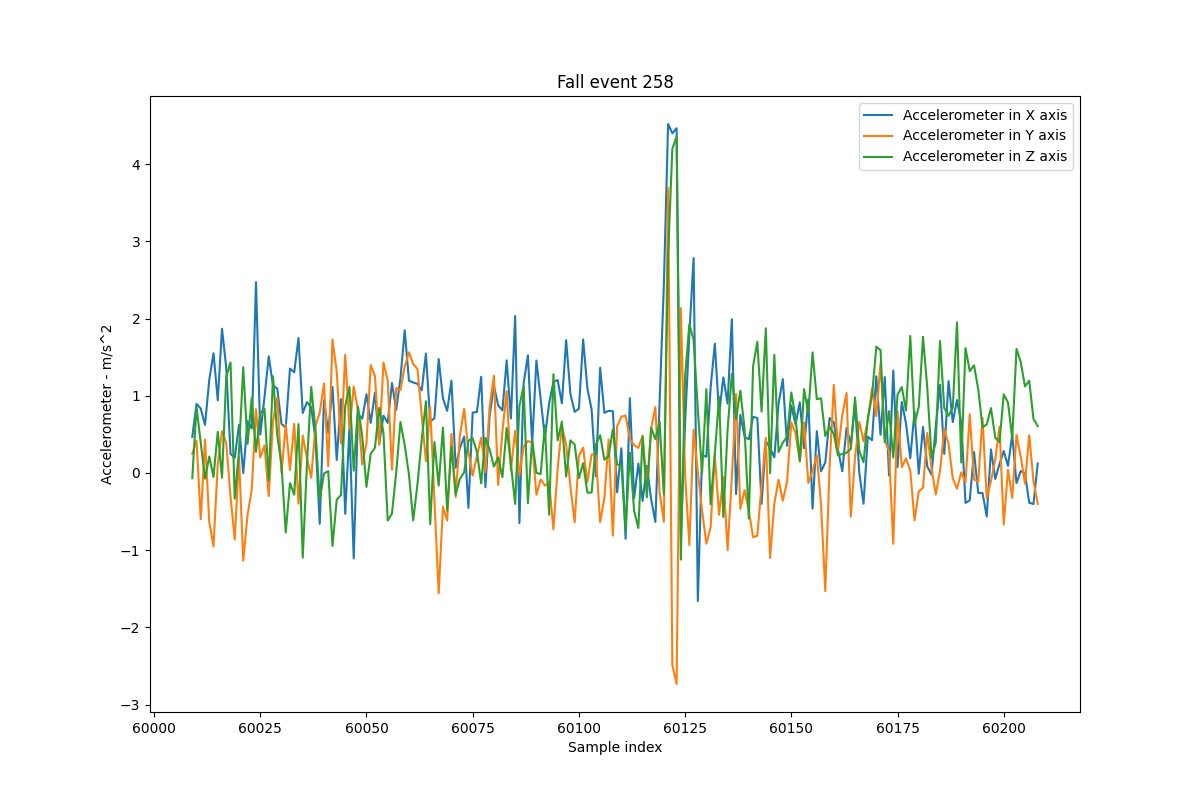 Fall event 258
Accelerometer in X axis
Accelerometer in Y axis
Accelerometer in Z axis
Accelerometer - m/s^2
4
3
2
1
0
−1
−2
−3
60000 60025 60050 60075 60100 60125 60150 60175 60200
Sample index